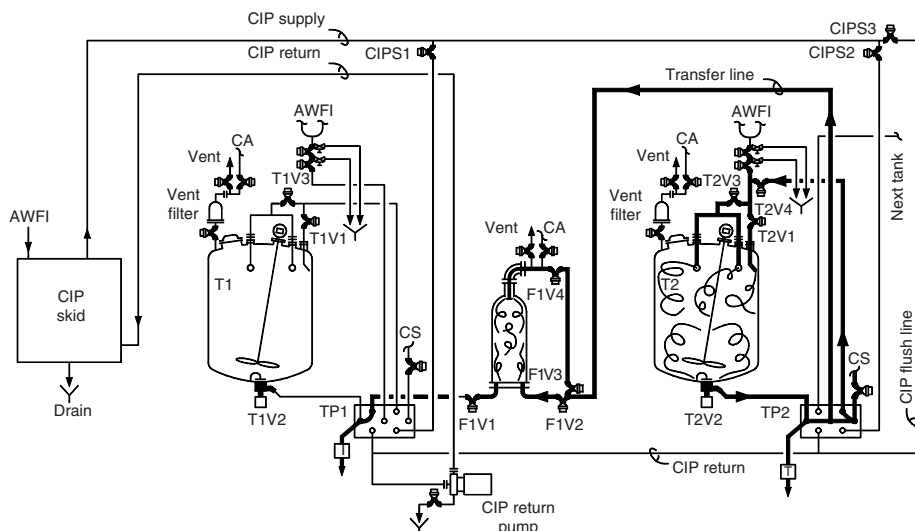 CIPS3
CIP supply
CIP return
CIPS1
CIPS2
Transfer line
AWFI
AWFI
CA
Vent
CA
Vent
T1V3
T2V3
Vent
filter
Vent
filter
T2V4
Next tank
AWFI
T1V1
Vent
CA
T2V1
T1
T2
CIP
skid
F1V4
CS
CS
F1V3
CIP flush line
Drain
T1V2
TP1
F1V1
F1V2
T2V2
TP2
T
CIP return
T
CIP return
pump